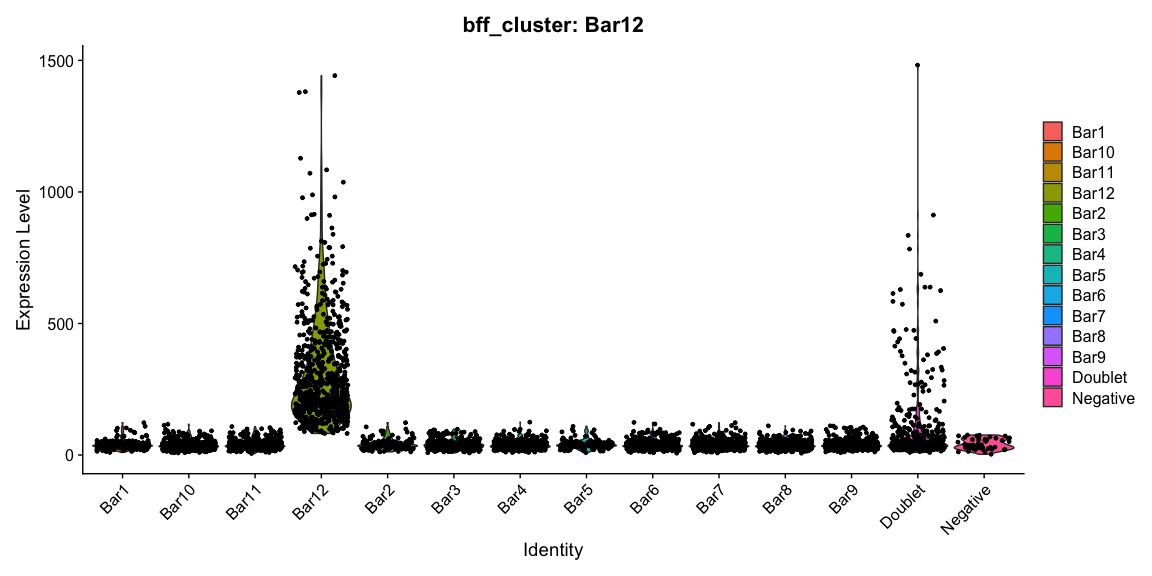 bff_cluster: Bar12
Expression Level
1500
1000
500
0
Bar1
Bar10
Bar11
Bar12
Bar2
Bar3
Bar4
Bar5
Bar6
Bar7
Bar8
Bar9
Doublet
Negative
Identity
Bar1
Bar10
Bar11
Bar12
Bar2
Bar3
Bar4
Bar5
Bar6
Bar7
Bar8
Bar9
Doublet
Negative